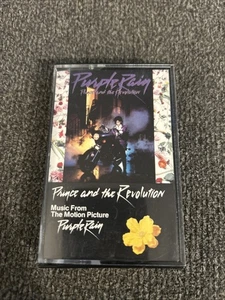 Purple Rain
Prince and the Revolution
Prince and the Revolution
Music From
The Motion Picture
Purple Rain